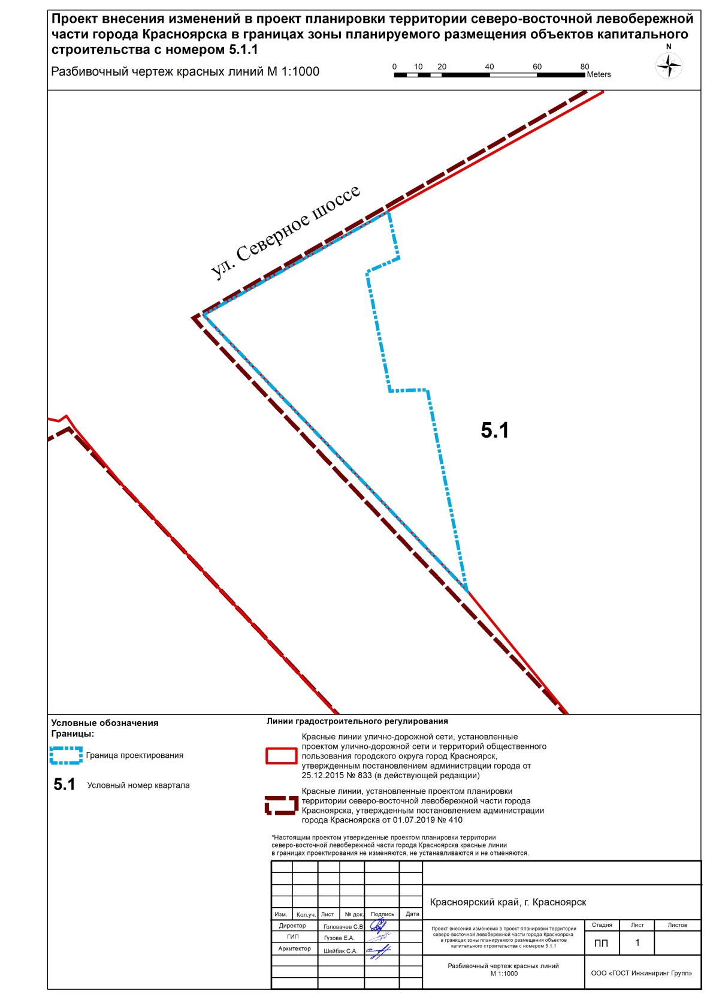 Проект внесения изменений в проект планировки территории северо-восточной левобережной
части города Красноярска в границах зоны планируемого размещения объектов капитального
строительства с номером 5.1.1
Разбивочный чертеж красных линий М 1:1000
0 10 20 40 60 80
Meters
N
ул. Северное шоссе
5.1
Условные обозначения
Границы:
Граница проектирования
5.1 Условный номер квартала
Линии градостроительного регулирования
Красные линии улично-дорожной сети, установленные
проектом улично-дорожной сети и территорий общественного
пользования городского округа город Красноярск,
утвержденным постановлением администрации города от
25.12.2015 № 833 (в действующей редакции)
Красные линии, установленные проектом планировки
территории северо-восточной левобережной части города
Красноярска, утвержденным постановлением администрации
города Красноярска от 01.07.2019 № 410
*Настоящим проектом утвержденные проектом планировки территории
северо-восточной левобережной части города Красноярска красные линии
в границах проектирования не изменяются, не устанавливаются и не отменяются.
Изм. Кол.уч. Лист № док. Подпись Дата
Директор Головачев С.В.
ГИП Гузова Е.А.
Архитектор Шейбак С.А.
Красноярский край, г. Красноярск
Проект внесения изменений в проект планировки территории
северо-восточной левобережной части города Красноярска
в границах зоны планируемого размещения объектов
капитального строительства с номером 5.1.1
Стадия Лист Листов
ПП 1
Разбивочный чертеж красных линий
М 1:1000
ООО «ГОСТ Инжиниринг Групп»